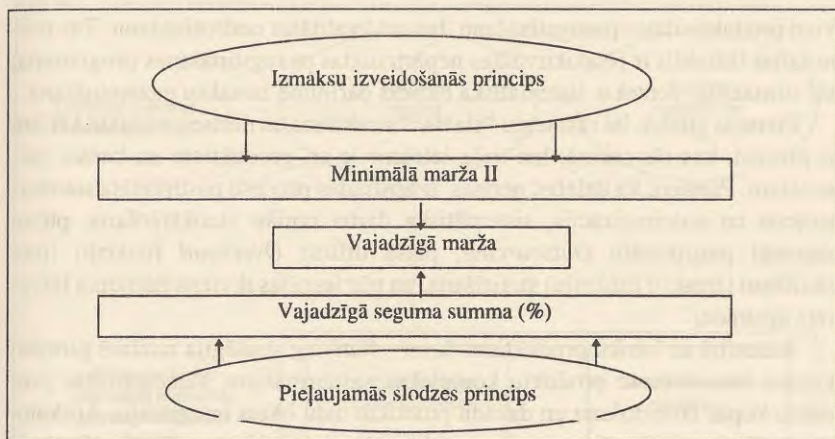 Izmaksu izveidošanās princips
Minimālā marža II
Vajadzīgā marža
Vajadzīgā seguma summa (%)
Pieļaujamās slodzes princips